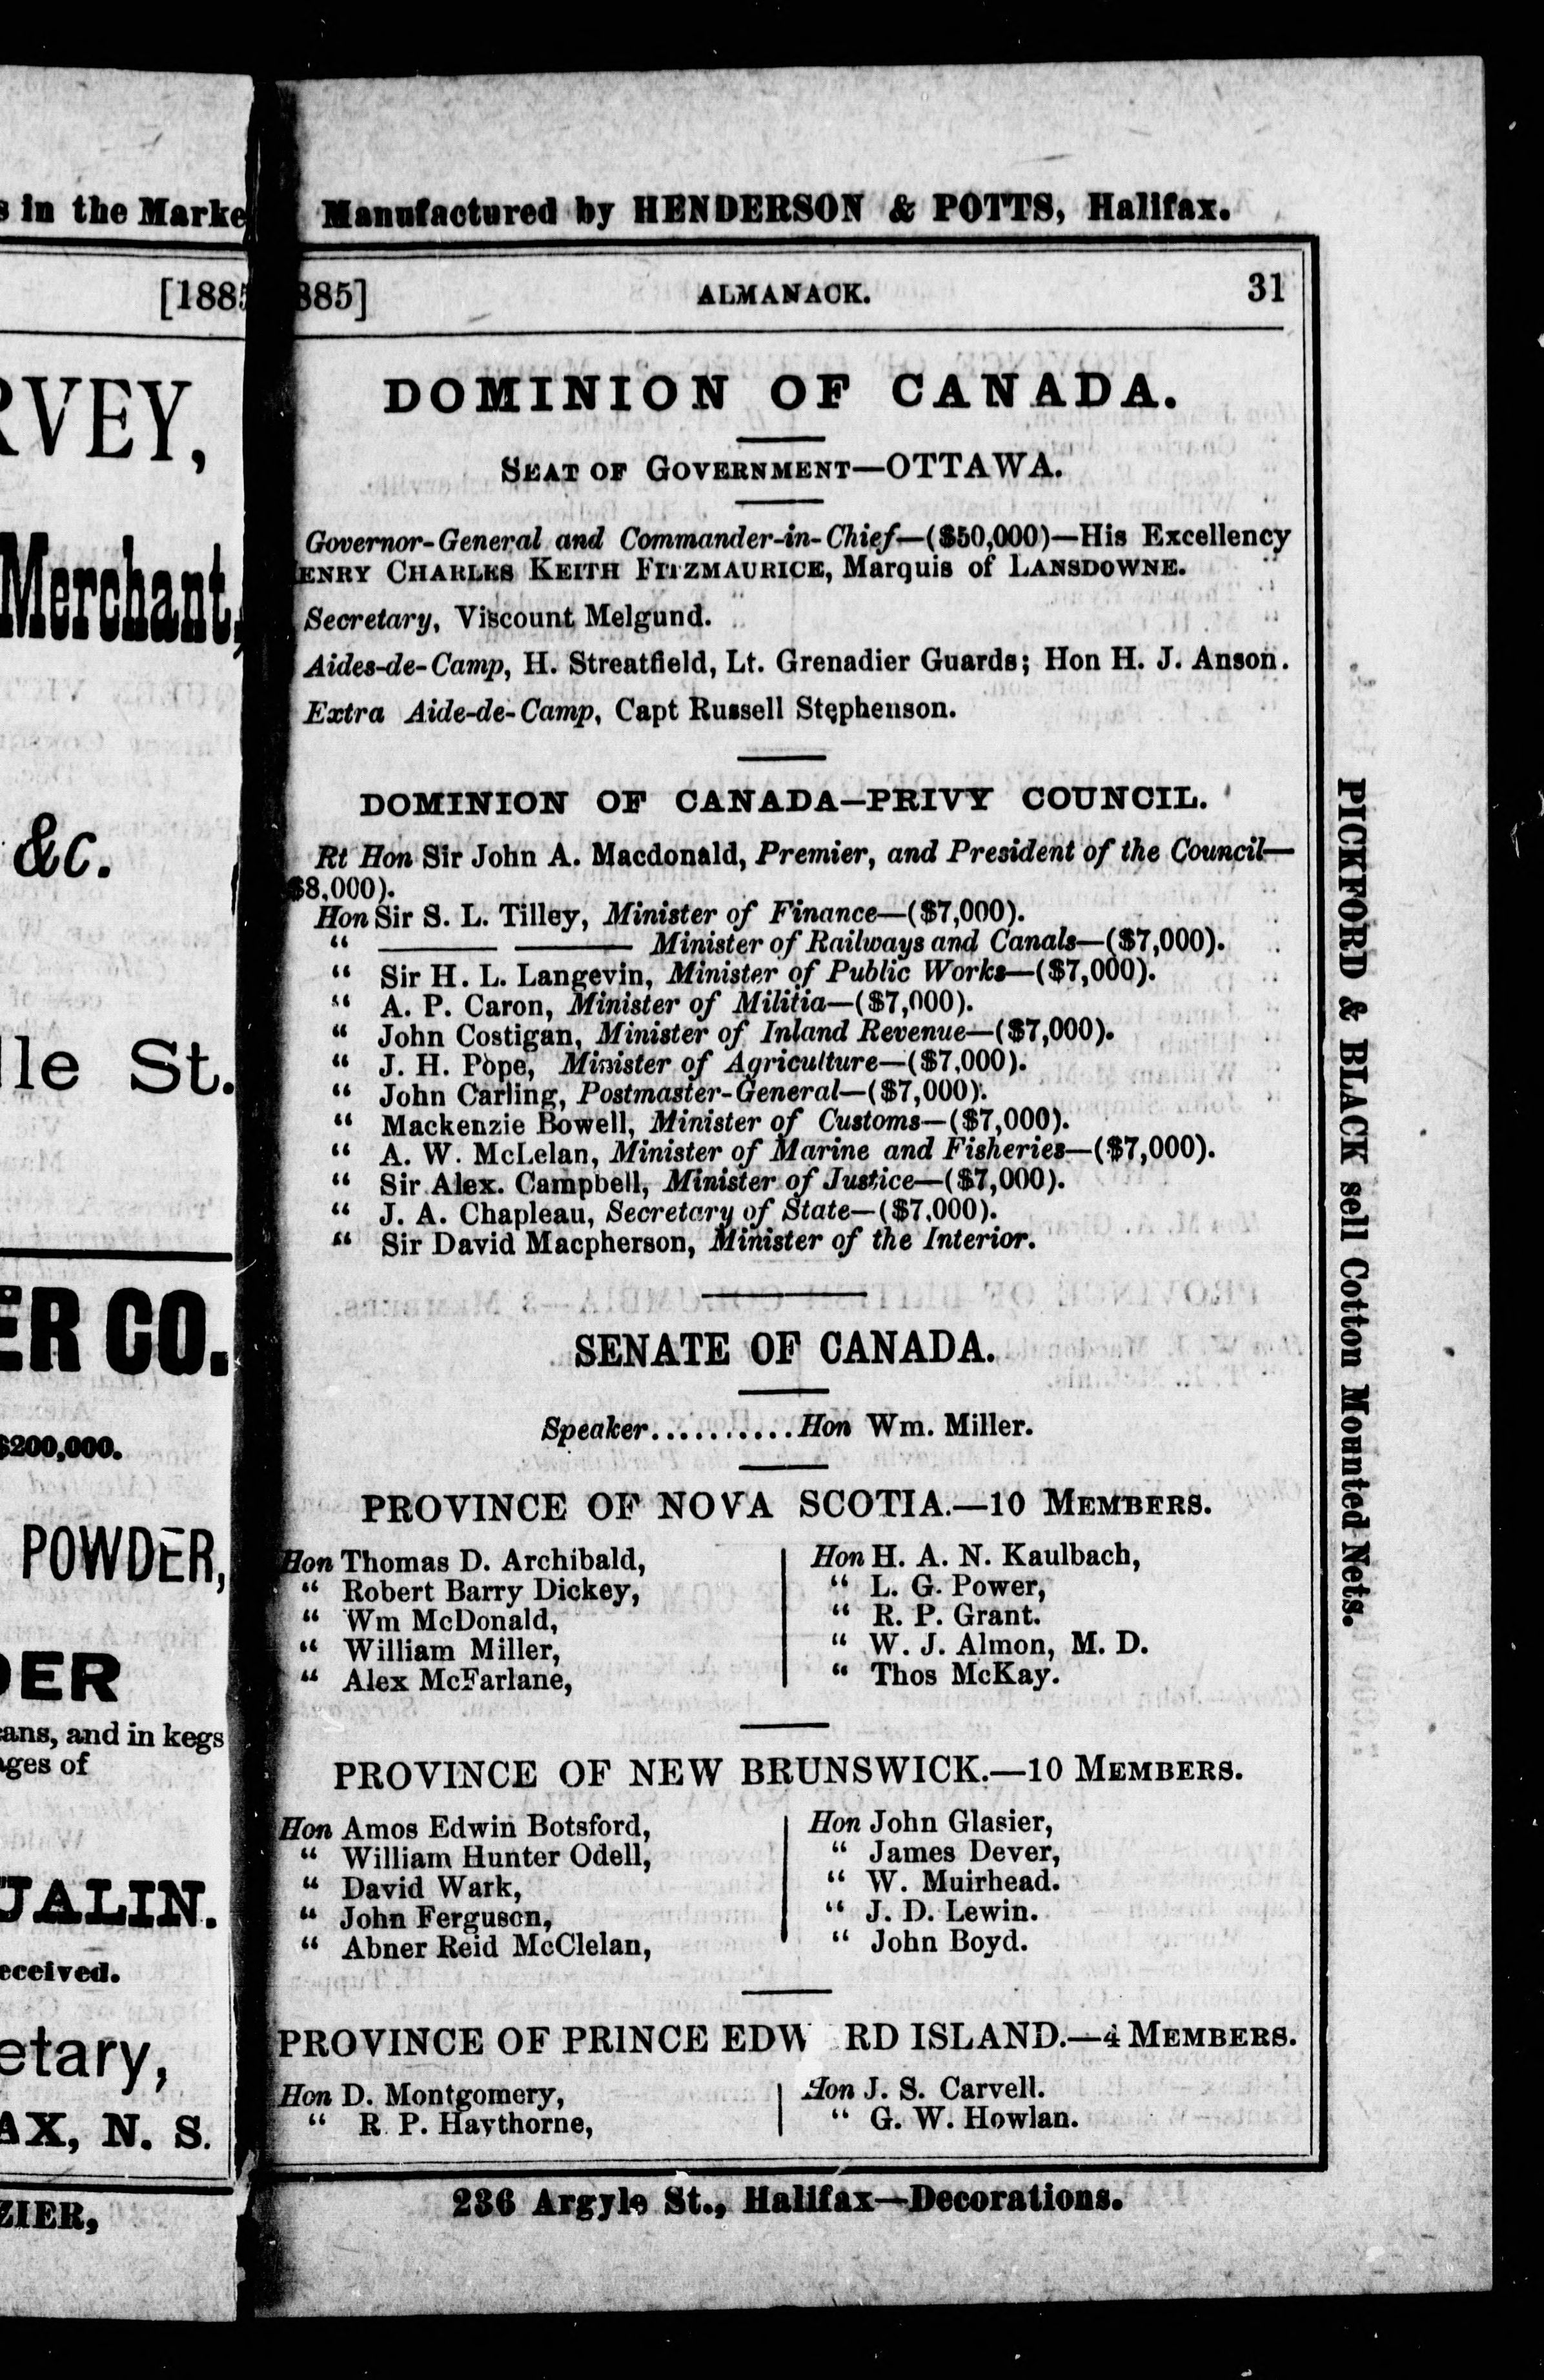 s in the Marke
[1885
RVEY,
Merchant,
&c.
le St.
ER CO.
$200,000.
POWDER,
DER
ans, and in kegs
ages of
JALIN.
eceived.
etary,
AX, N. S.
ZIER,
Manufactured by HENDERSON & POTTS, Halifax.
885] ALMANACK. 31
DOMINION OF CANADA.
SEAT OF GOVERNMENT—OTTAWA.
Governor-General and Commander-in-Chief—($50,000)—His Excellency
ENRY CHARLES KEITH FITZMAURICE, Marquis of LANSDOWNE.
Secretary, Viscount Melgund.
Aides-de-Camp, H. Streatfield, Lt. Grenadier Guards; Hon H. J. Anson.
Extra Aide-de-Camp, Capt Russell Stephenson.
DOMINION OF CANADA—PRIVY COUNCIL.
Rt Hon Sir John A. Macdonald, Premier, and President of the Council—
$8,000).
Hon Sir S. L. Tilley, Minister of Finance—($7,000).
“ ——— ——— Minister of Railways and Canals—($7,000).
“ Sir H. L. Langevin, Minister of Public Works—($7,000).
“ A. P. Caron, Minister of Militia—($7,000).
“ John Costigan, Minister of Inland Revenue—($7,000).
“ J. H. Pope, Minister of Agriculture—($7,000).
“ John Carling, Postmaster-General—($7,000).
“ Mackenzie Bowell, Minister of Customs—($7,000).
“ A. W. McLelan, Minister of Marine and Fisheries—($7,000).
“ Sir Alex. Campbell, Minister of Justice—($7,000).
“ J. A. Chapleau, Secretary of State—($7,000).
“ Sir David Macpherson, Minister of the Interior.
SENATE OF CANADA.
Speaker..........Hon Wm. Miller.
PROVINCE OF NOVA SCOTIA.—10 MEMBERS.
Hon Thomas D. Archibald,
“ Robert Barry Dickey,
“ Wm McDonald,
“ William Miller,
“ Alex McFarlane,
Hon H. A. N. Kaulbach,
“ L. G. Power,
“ R. P. Grant.
“ W. J. Almon, M. D.
“ Thos McKay.
PROVINCE OF NEW BRUNSWICK.—10 MEMBERS.
Hon Amos Edwin Botsford,
“ William Hunter Odell,
“ David Wark,
“ John Ferguson,
“ Abner Reid McClelan,
Hon John Glasier,
“ James Dever,
“ W. Muirhead.
“ J. D. Lewin.
“ John Boyd.
PROVINCE OF PRINCE EDW RD ISLAND.—4 MEMBERS.
Hon D. Montgomery,
“ R. P. Haythorne,
Hon J. S. Carvell.
“ G. W. Howlan.
236 Argyle St., Halifax—Decorations.
PICKFORD & BLACK sell Cotton Mounted Nets.